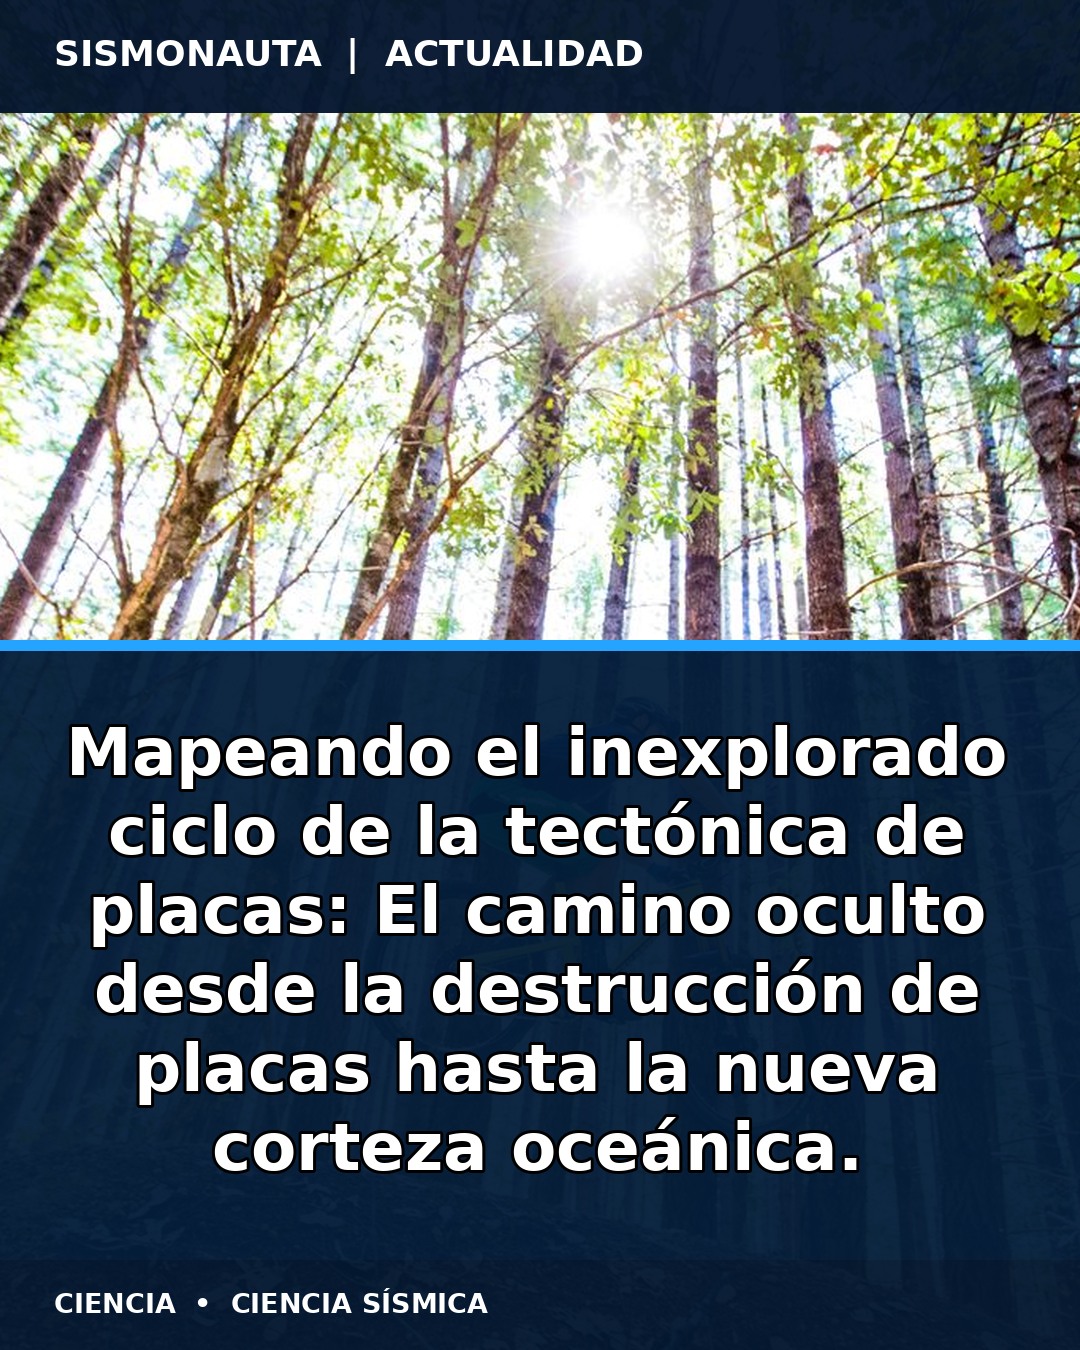 SISMONAUTA | ACTUALIDAD
Mapeando el inexplorado
ciclo de la tectónica de
placas: El camino oculto
desde la destrucción de
placas hasta la nueva
corteza oceánica.
CIENCIA • CIENCIA SÍSMICA